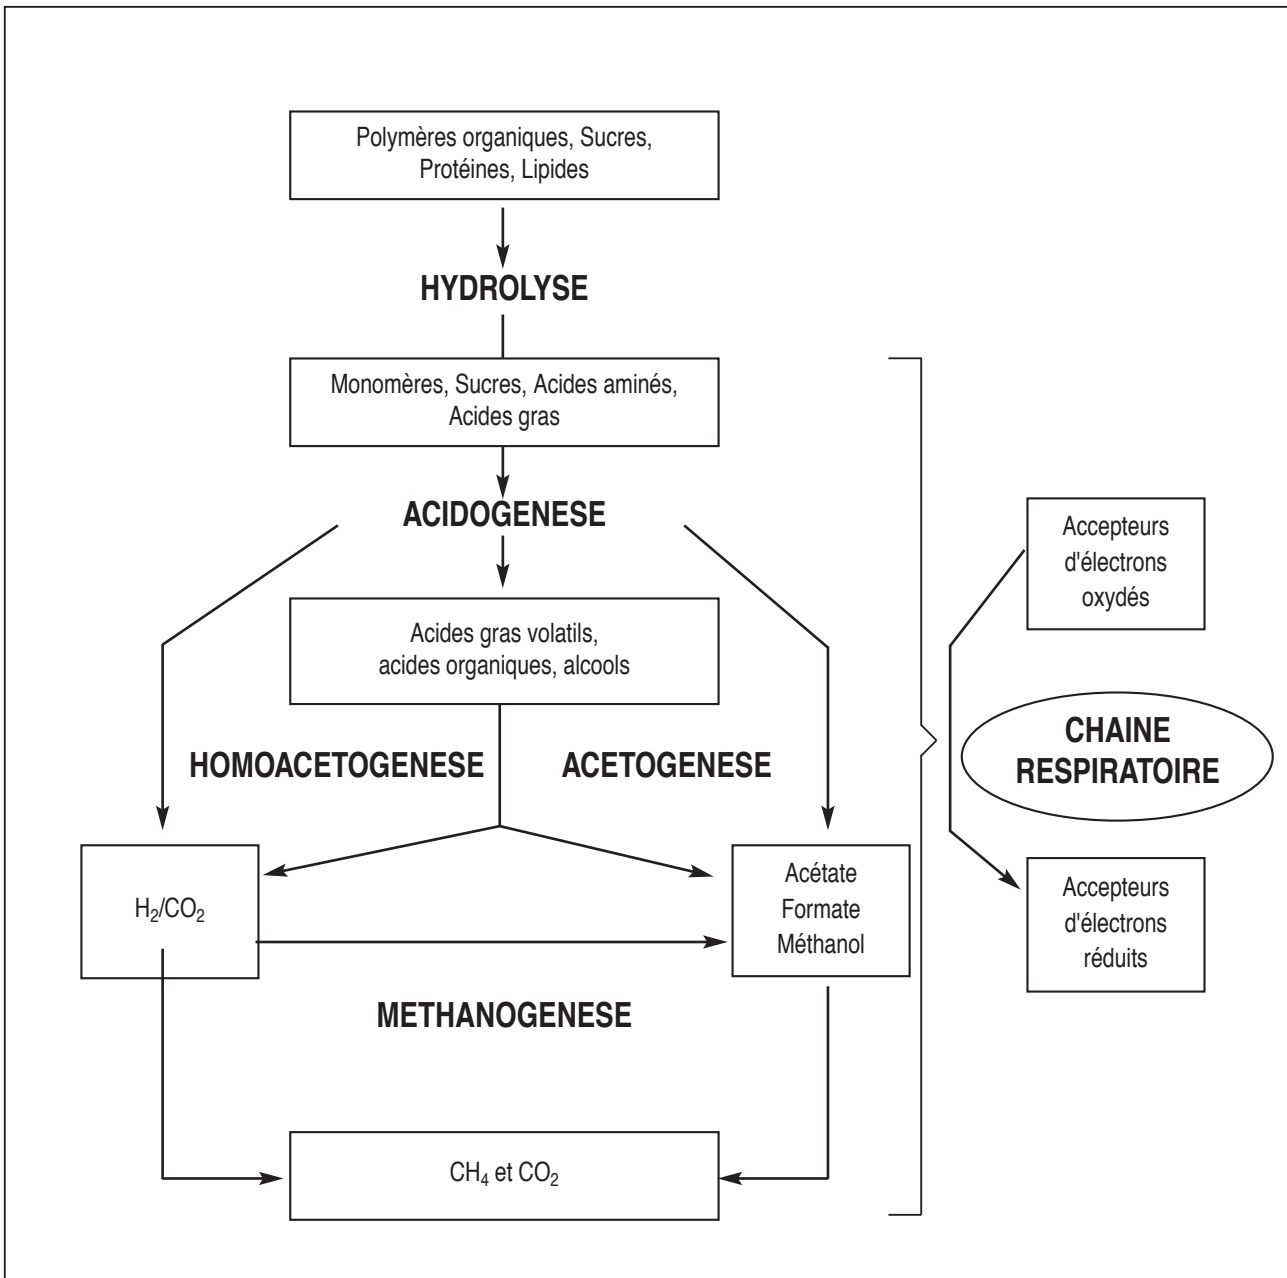 Polymères organiques, Sucres,
Protéines, Lipides
HYDROLYSE
Monomères, Sucres, Acides aminés,
Acides gras
ACIDOGENESE
Acides gras volatils,
acides organiques, alcools
HOMOACETOGENESE
ACETOGENESE
H₂/CO₂
Acétate
Formate
Méthanol
METHANOGENESE
CH₄ et CO₂
Accepteurs
d'électrons
oxydés
CHAINE
RESPIRATOIRE
Accepteurs
d'électrons
réduits